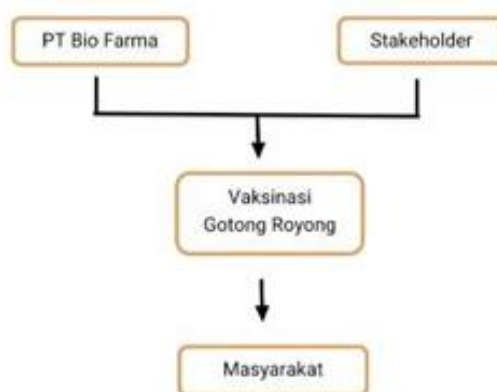 PT Bio Farma
Stakeholder
Vaksinasi
Gotong Royong
Masyarakat